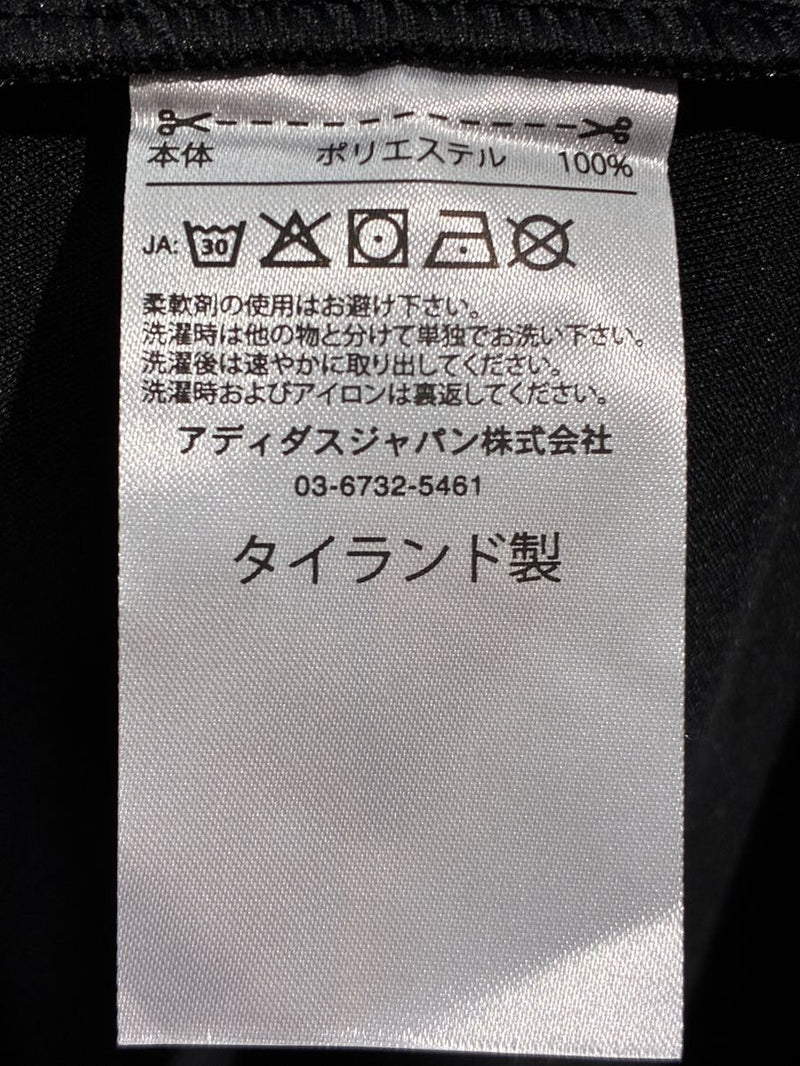 本体 ポリエステル 100%
JA: 30
柔軟剤の使用はお避け下さい。
洗濯時は他の物と分けて単独でお洗い下さい。
洗濯後は速やかに取り出してください。
洗濯時およびアイロンは裏返してください。
アディダスジャパン株式会社
03-6732-5461
タイランド製